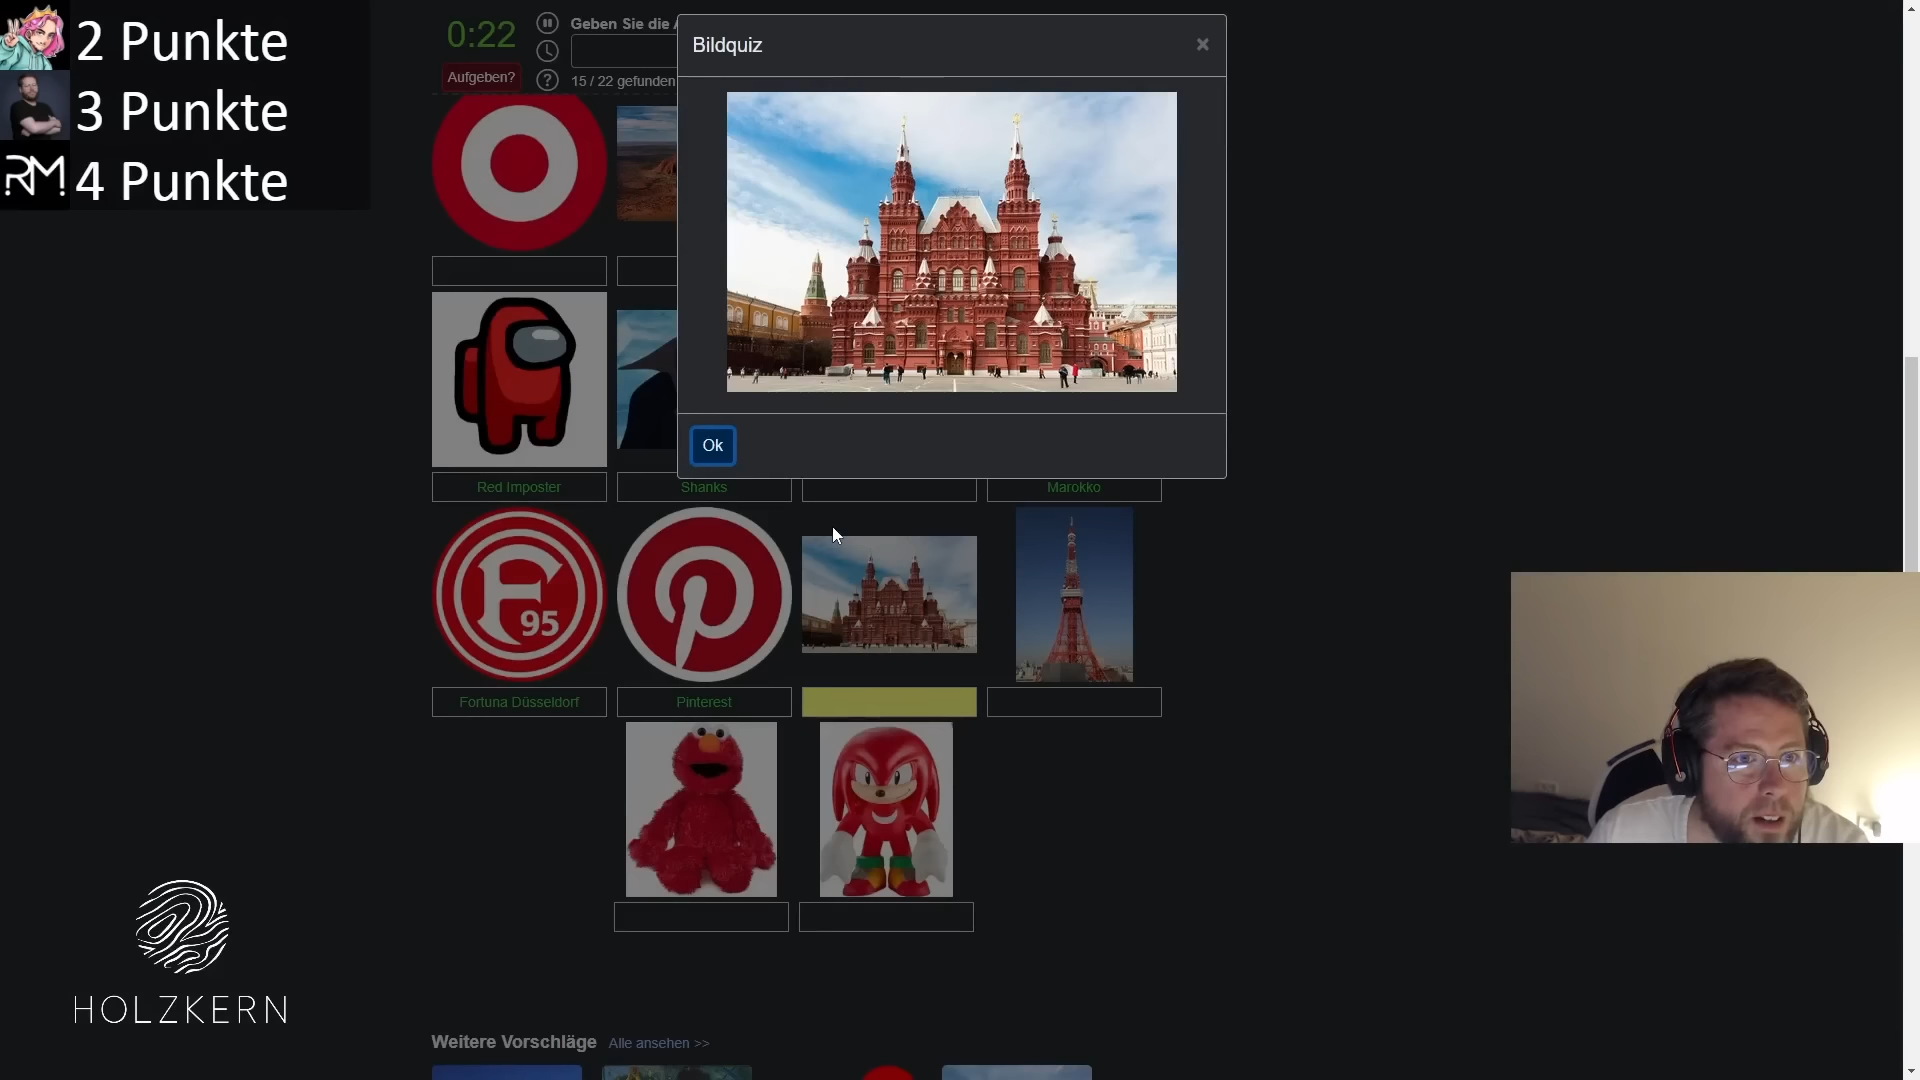 2 Punkte
3 Punkte
RM 4 Punkte
0:22
Geben Sie die
Aufgeben?
15 / 22 gefunden
Bildquiz
×
Ok
Red Imposter
Shanks
Marokko
F 95
Fortuna Düsseldorf
Pinterest
HOLZKERN
Weitere Vorschläge
Alle ansehen >>